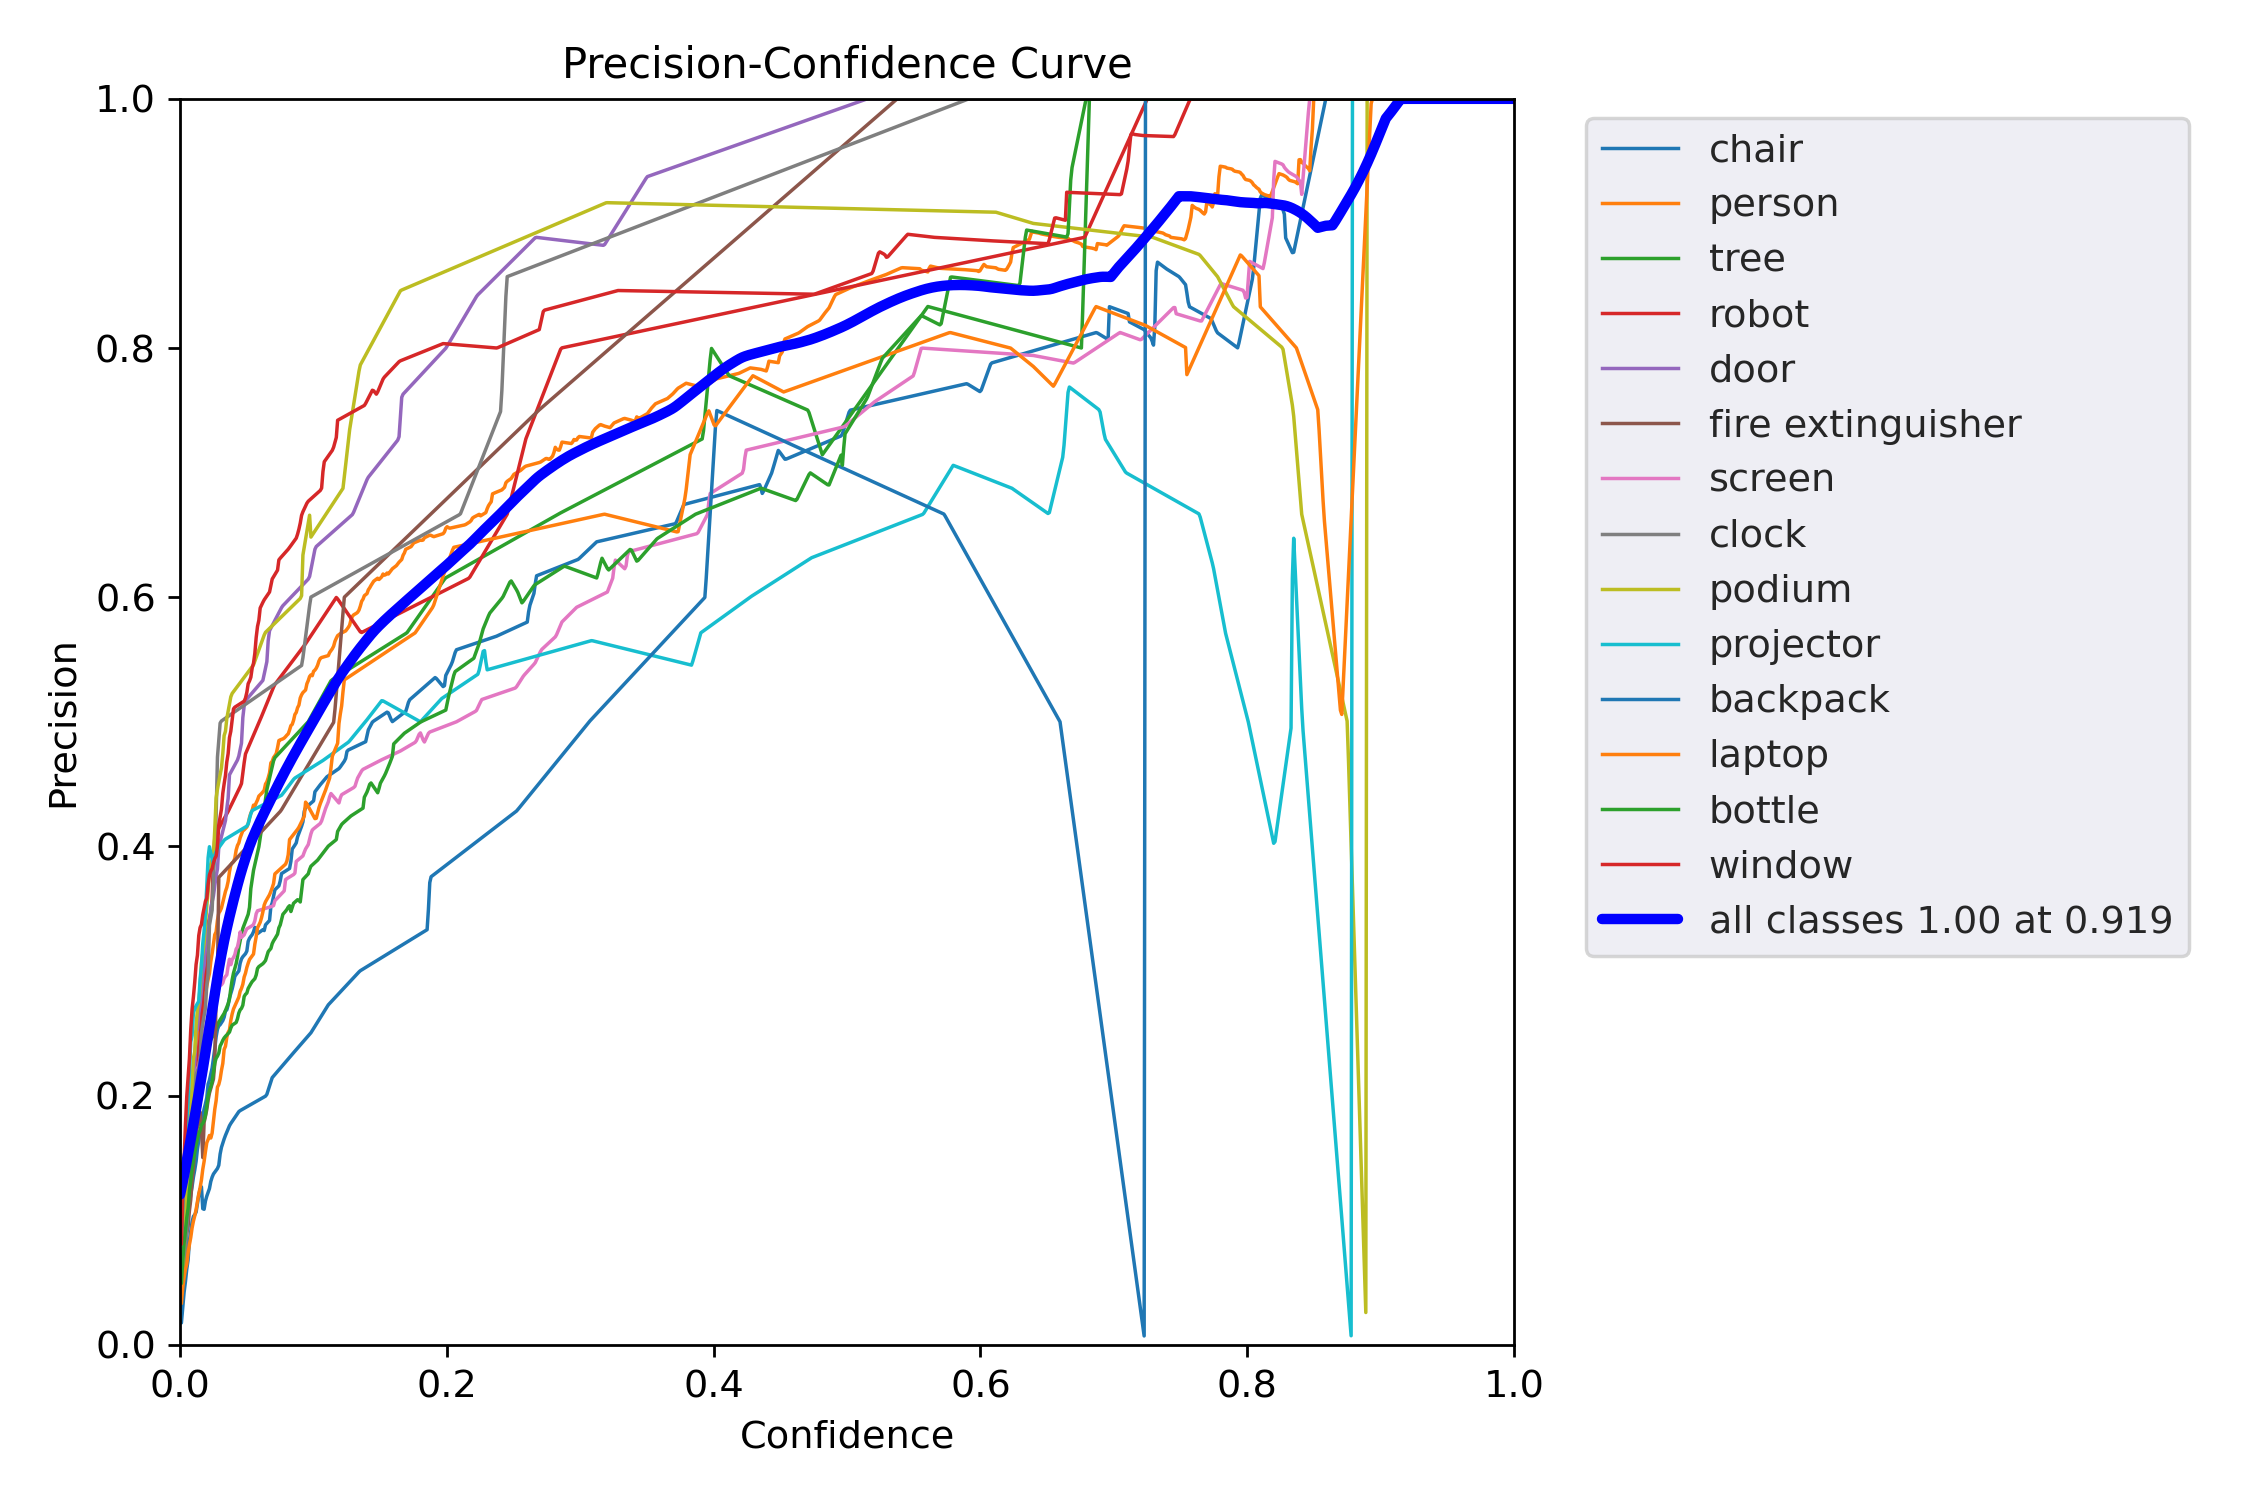 Precision-Confidence Curve
1.0
0.8
0.6
0.4
0.2
0.0
Precision
0.0 0.2 0.4 0.6 0.8 1.0
Confidence
chair
person
tree
robot
door
fire extinguisher
screen
clock
podium
projector
backpack
laptop
bottle
window
all classes 1.00 at 0.919